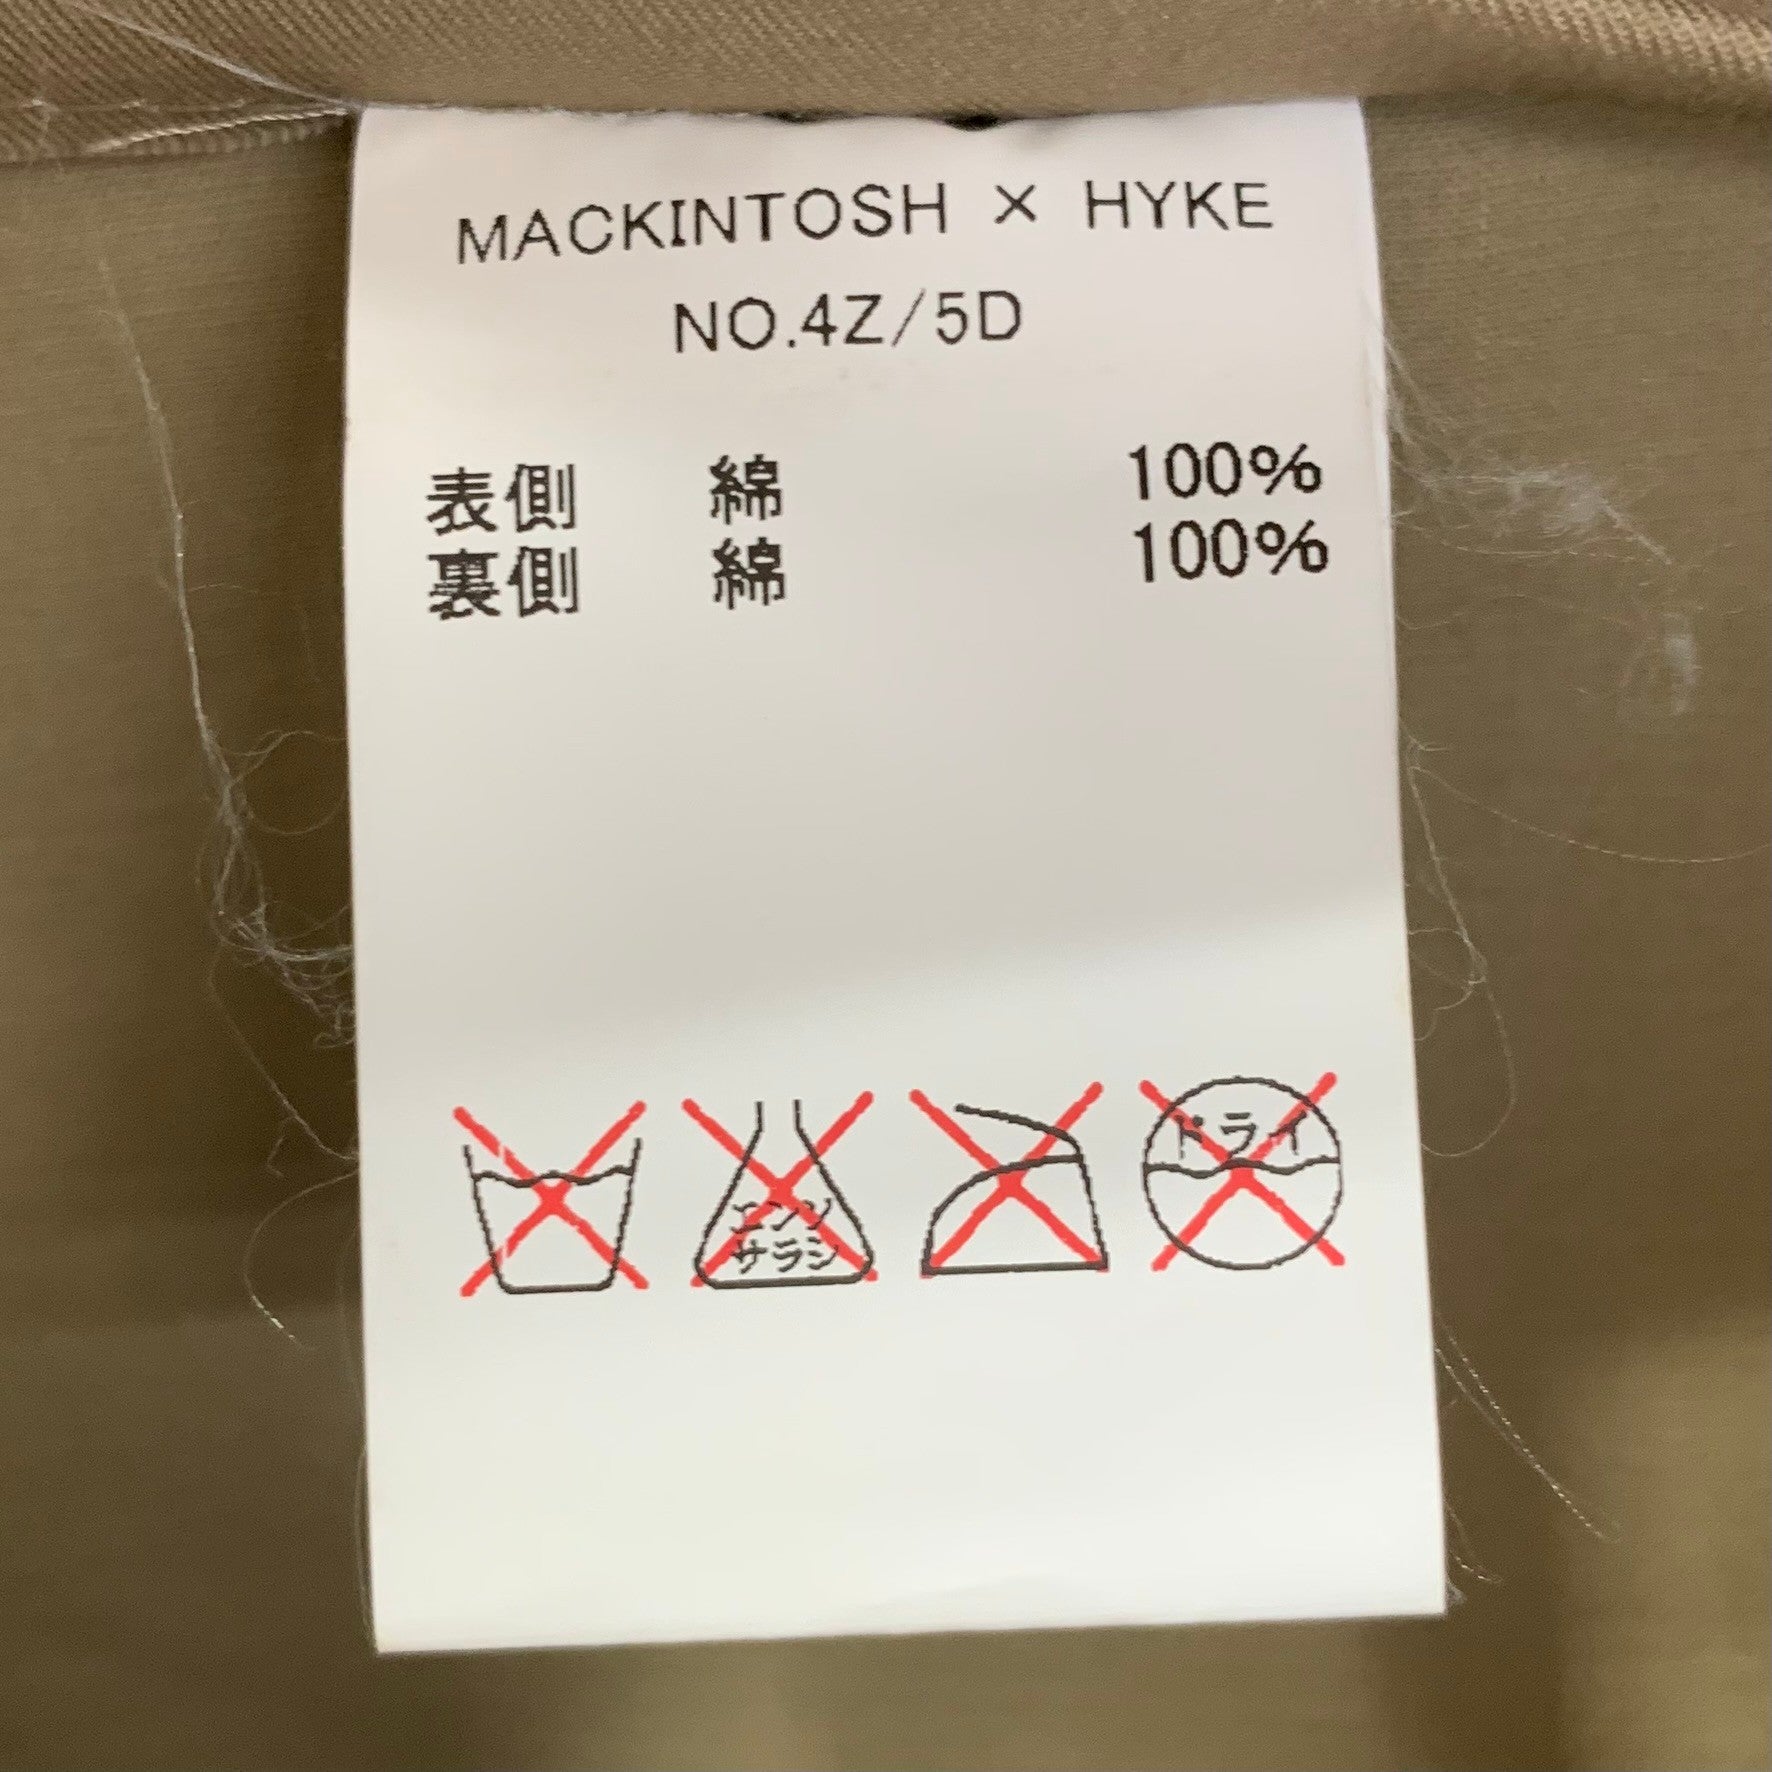 MACKINTOSH × HYKE
NO.4Z/5D
表側 綿 100%
裏側 綿 100%
エンソ
サラシ
ドライ